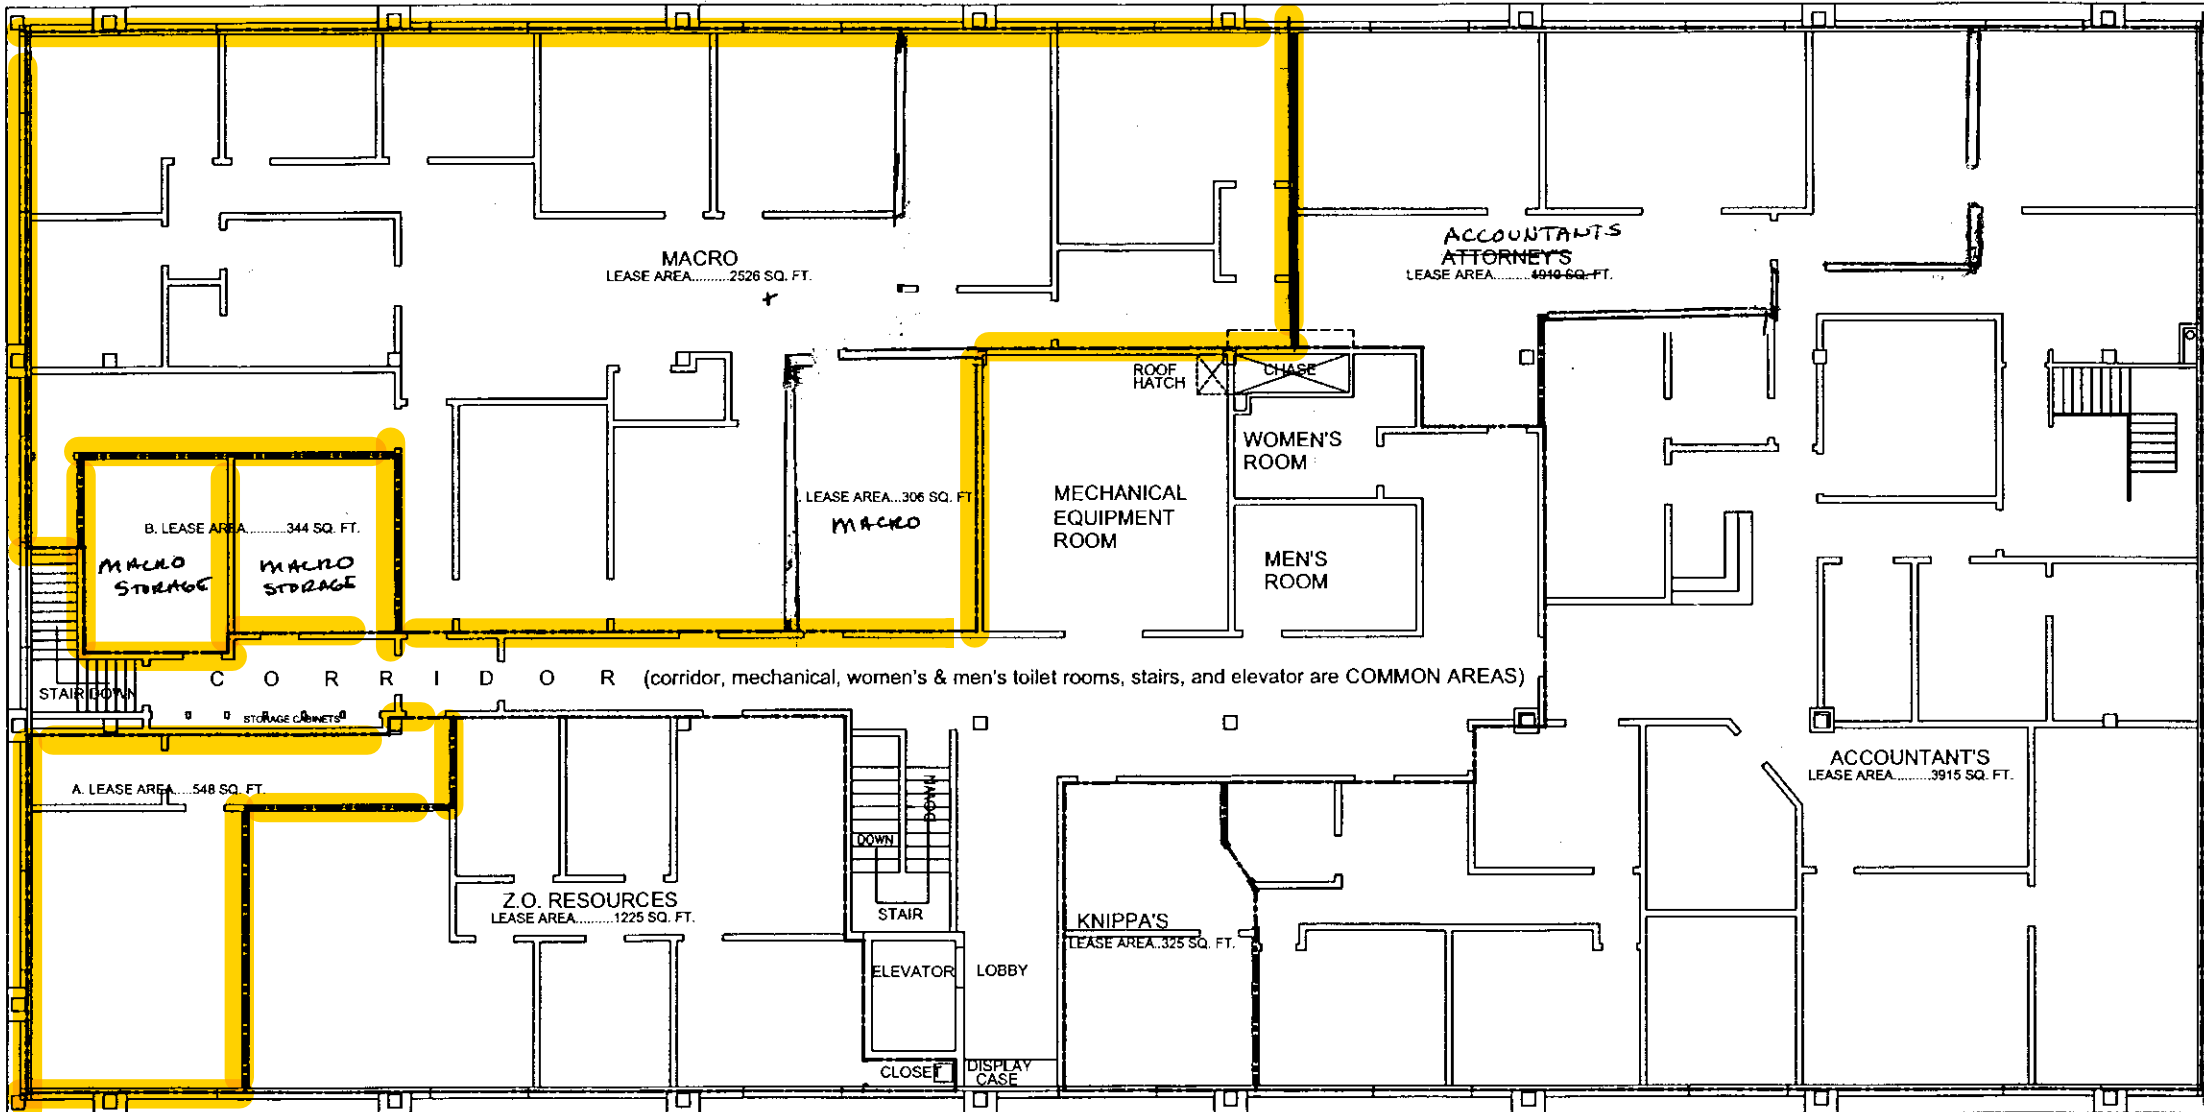 MACRO
LEASE AREA.........2526 SQ. FT.
+
ACCOUNTANTS
ATTORNEY'S
LEASE AREA.........4910 SQ. FT.
ROOF
HATCH
CHASE
WOMEN'S
ROOM
LEASE AREA...306 SQ. FT
MACRO
MECHANICAL
EQUIPMENT
ROOM
B. LEASE AREA..........344 SQ. FT.
MACRO
STORAGE
MACRO
STORAGE
MEN'S
ROOM
STAIR DOWN
C O R R I D O R (corridor, mechanical, women's & men's toilet rooms, stairs, and elevator are COMMON AREAS)
STORAGE CABINETS
A. LEASE AREA.....548 SQ. FT.
ACCOUNTANT'S
LEASE AREA.........3915 SQ. FT.
DOWN
DOWN
Z.O. RESOURCES
LEASE AREA..........1225 SQ. FT.
STAIR
KNIPPA'S
LEASE AREA..325 SQ. FT.
ELEVATOR
LOBBY
CLOSET
DISPLAY
CASE